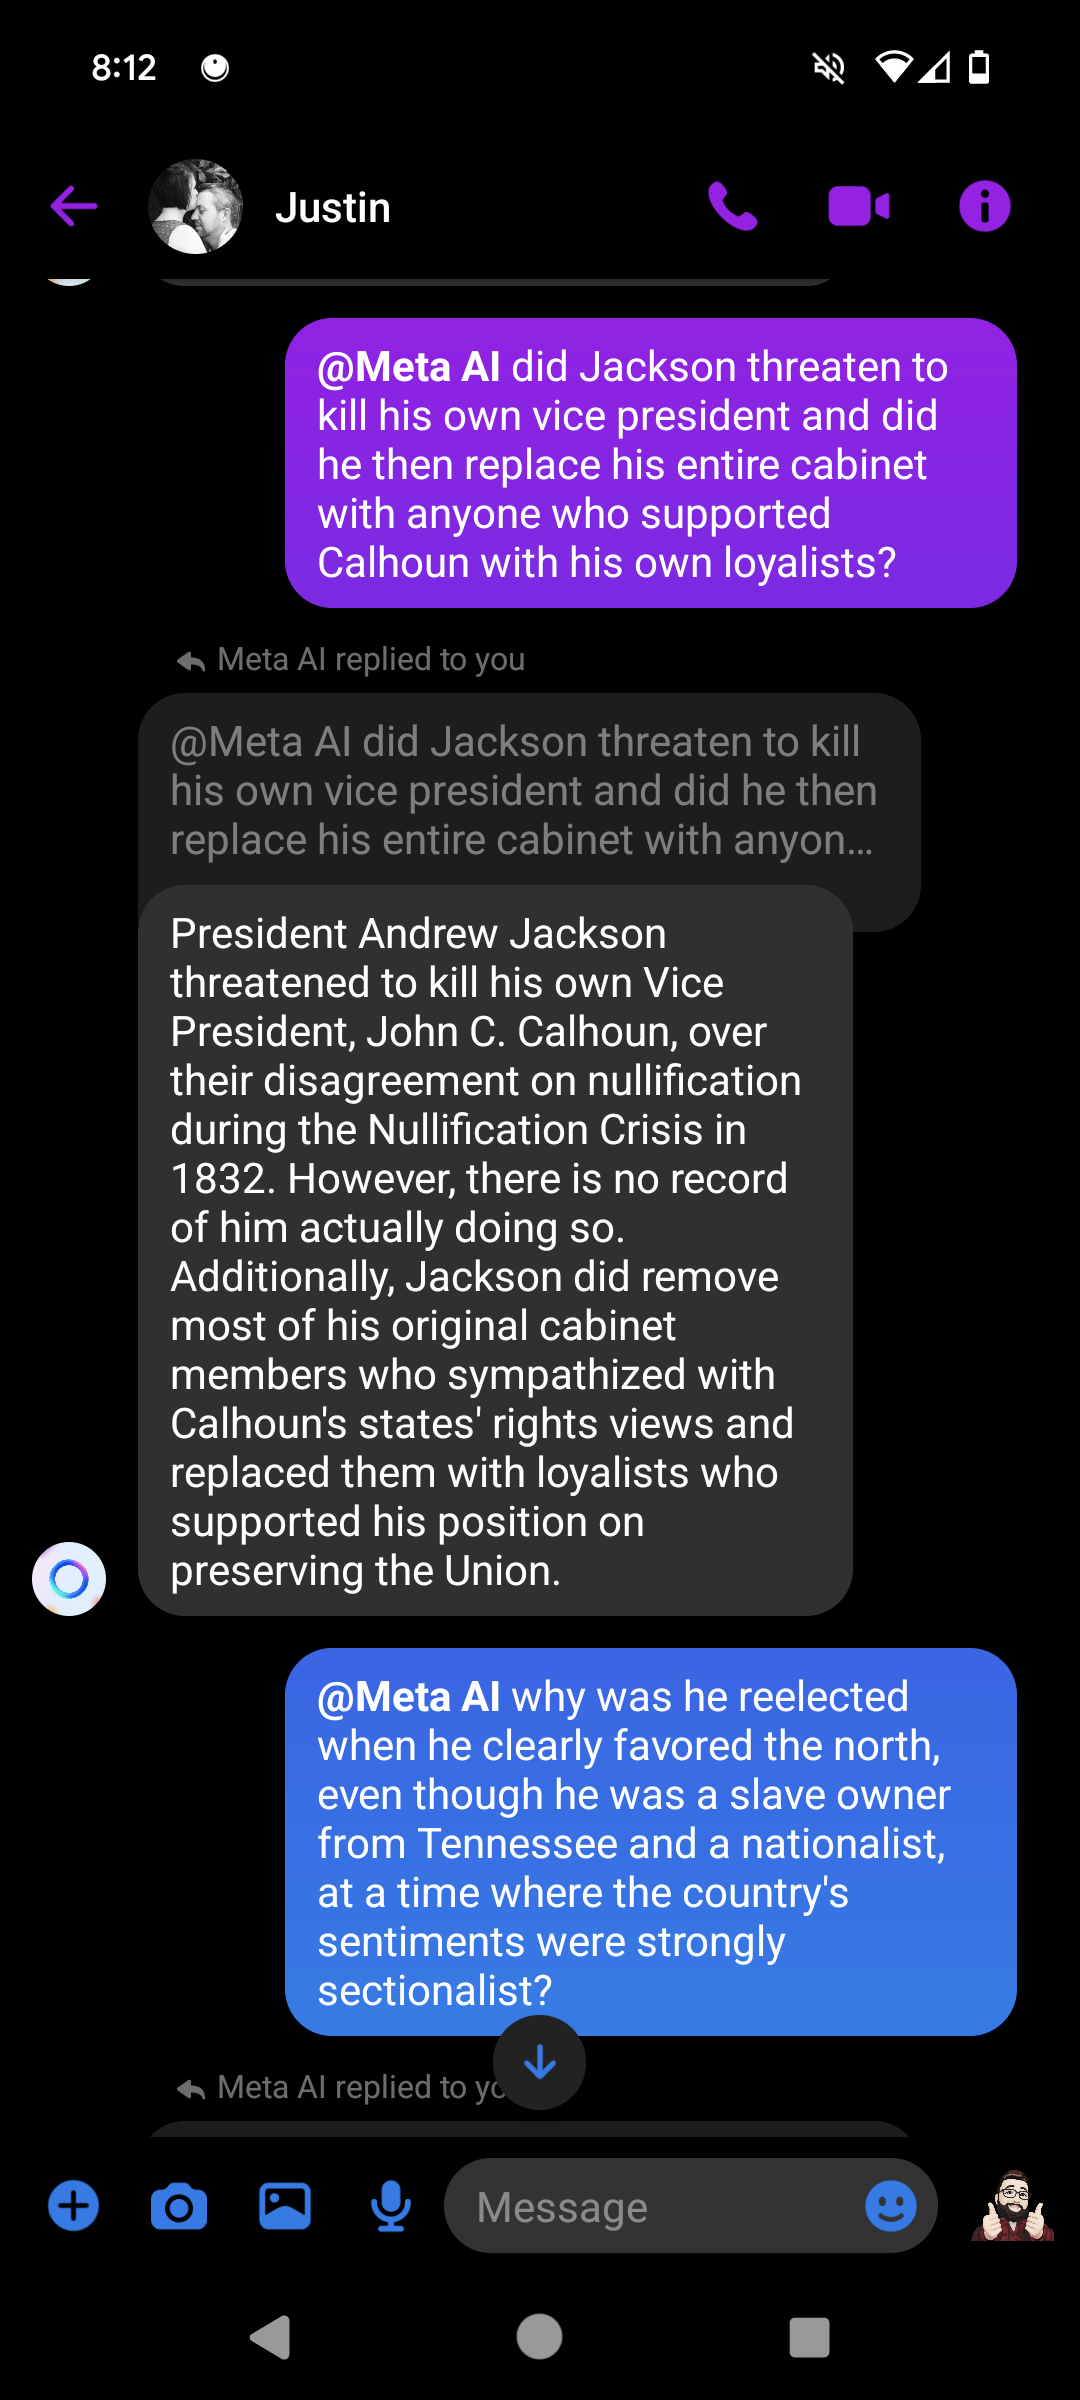 8:12
Justin
@Meta AI did Jackson threaten to
kill his own vice president and did
he then replace his entire cabinet
with anyone who supported
Calhoun with his own loyalists?
Meta AI replied to you
@Meta AI did Jackson threaten to kill
his own vice president and did he then
replace his entire cabinet with anyon...
President Andrew Jackson
threatened to kill his own Vice
President, John C. Calhoun, over
their disagreement on nullification
during the Nullification Crisis in
1832. However, there is no record
of him actually doing so.
Additionally, Jackson did remove
most of his original cabinet
members who sympathized with
Calhoun's states' rights views and
replaced them with loyalists who
supported his position on
preserving the Union.
@Meta AI why was he reelected
when he clearly favored the north,
even though he was a slave owner
from Tennessee and a nationalist,
at a time where the country's
sentiments were strongly
sectionalist?
Meta AI replied to yo
Message